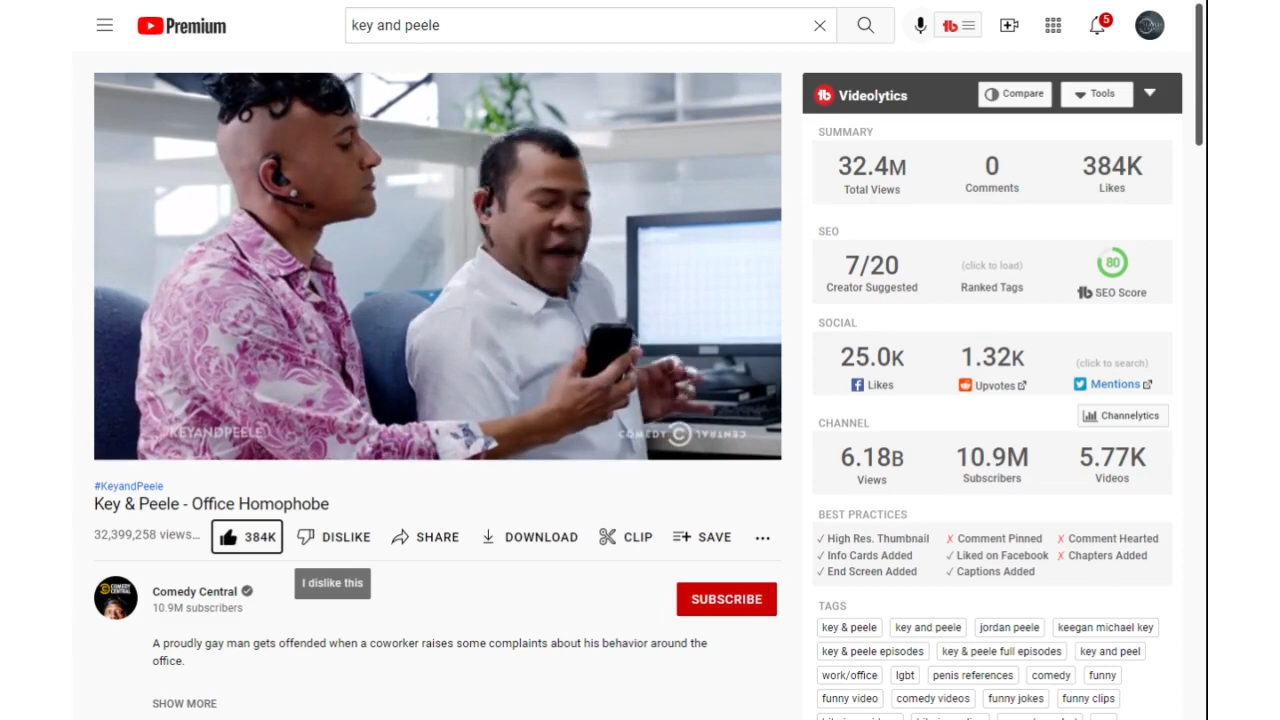 Premium
key and peele
5
KEYANDPEELE
COMEDY CENTRAL
#KeyandPeele
Key & Peele - Office Homophobe
32,399,258 views...
384K
DISLIKE
SHARE
DOWNLOAD
CLIP
SAVE
...
I dislike this
COMEDY
CENTRAL
Comedy Central
10.9M subscribers
SUBSCRIBE
A proudly gay man gets offended when a coworker raises some complaints about his behavior around the
office.
SHOW MORE
Videolytics
Compare
Tools
SUMMARY
32.4M 0 384K
Total Views Comments Likes
SEO
7/20 (click to load) 80
Creator Suggested Ranked Tags SEO Score
SOCIAL
25.0K 1.32K (click to search)
Likes Upvotes Mentions
Channelytics
CHANNEL
6.18B 10.9M 5.77K
Views Subscribers Videos
BEST PRACTICES
✓ High Res. Thumbnail ✗ Comment Pinned ✗ Comment Hearted
✓ Info Cards Added ✓ Liked on Facebook ✗ Chapters Added
✓ End Screen Added ✓ Captions Added
TAGS
key & peele key and peele jordan peele keegan michael key
key & peele episodes key & peele full episodes key and peel
work/office lgbt penis references comedy funny
funny video comedy videos funny jokes funny clips